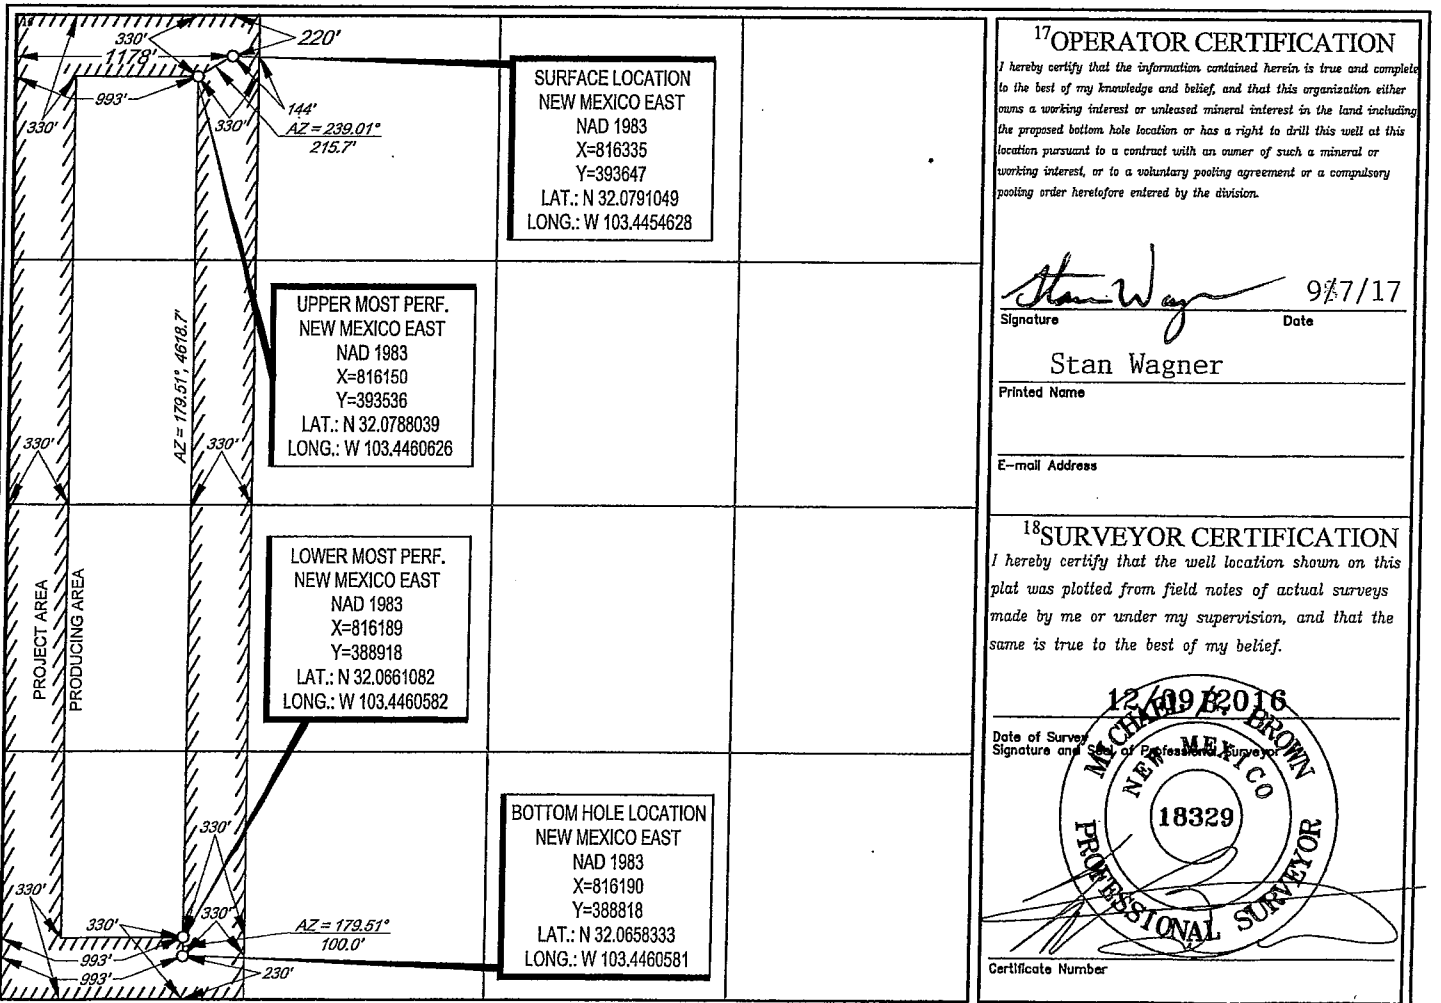 330'
220'
1178'
993'
330'
330'
144'
AZ = 239.01°
215.7'
SURFACE LOCATION
NEW MEXICO EAST
NAD 1983
X=816335
Y=393647
LAT.: N 32.0791049
LONG.: W 103.4454628
UPPER MOST PERF.
NEW MEXICO EAST
NAD 1983
X=816150
Y=393536
LAT.: N 32.0788039
LONG.: W 103.4460626
AZ = 179.51°, 4618.7'
330'
330'
PROJECT AREA
PRODUCING AREA
LOWER MOST PERF.
NEW MEXICO EAST
NAD 1983
X=816189
Y=388918
LAT.: N 32.0661082
LONG.: W 103.4460582
BOTTOM HOLE LOCATION
NEW MEXICO EAST
NAD 1983
X=816190
Y=388818
LAT.: N 32.0658333
LONG.: W 103.4460581
330'
330'
330'
330'
AZ = 179.51°
100.0'
993'
993'
230'
17OPERATOR CERTIFICATION
I hereby certify that the information contained herein is true and complete
to the best of my knowledge and belief, and that this organization either
owns a working interest or unleased mineral interest in the land including
the proposed bottom hole location or has a right to drill this well at this
location pursuant to a contract with an owner of such a mineral or
working interest, or to a voluntary pooling agreement or a compulsory
pooling order heretofore entered by the division.
Stan Wagner
9/7/17
Signature Date
Stan Wagner
Printed Name
E-mail Address
18SURVEYOR CERTIFICATION
I hereby certify that the well location shown on this
plat was plotted from field notes of actual surveys
made by me or under my supervision, and that the
same is true to the best of my belief.
12/09/2016
Date of Survey
Signature and Seal of Professional Surveyor
MICHAEL B. BROWN
NEW MEXICO
18329
PROFESSIONAL SURVEYOR
Certificate Number